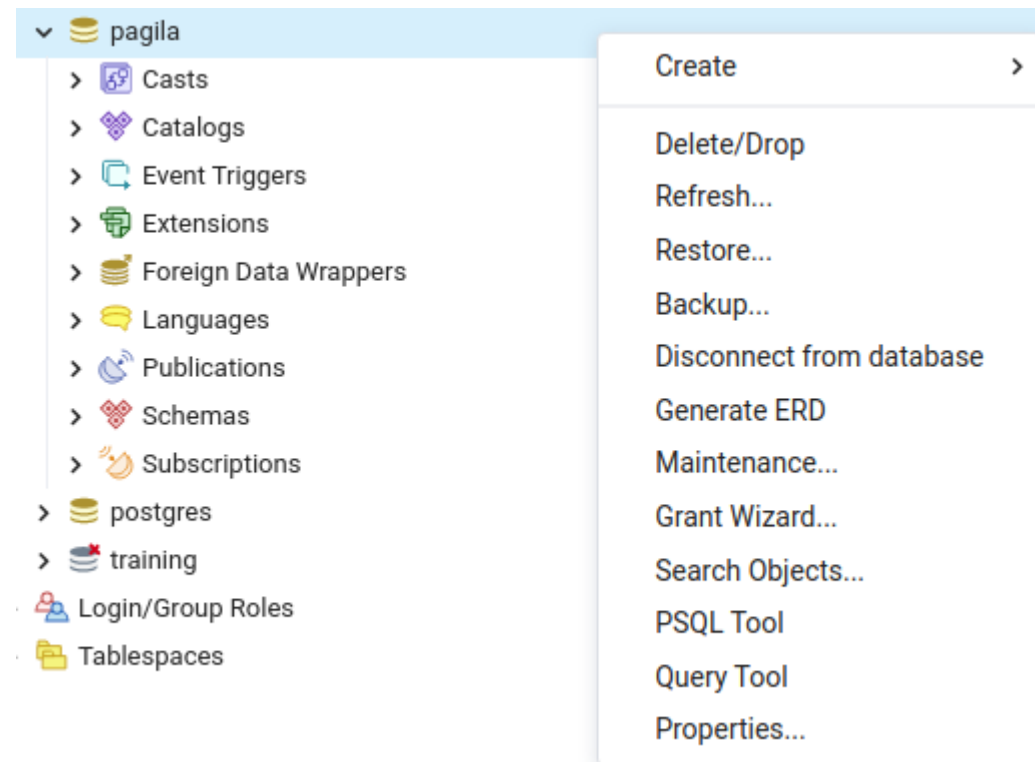 pagila
Casts
Catalogs
Event Triggers
Extensions
Foreign Data Wrappers
Languages
Publications
Schemas
Subscriptions
postgres
training
Login/Group Roles
Tablespaces
Create
Delete/Drop
Refresh...
Restore...
Backup...
Disconnect from database
Generate ERD
Maintenance...
Grant Wizard...
Search Objects...
PSQL Tool
Query Tool
Properties...